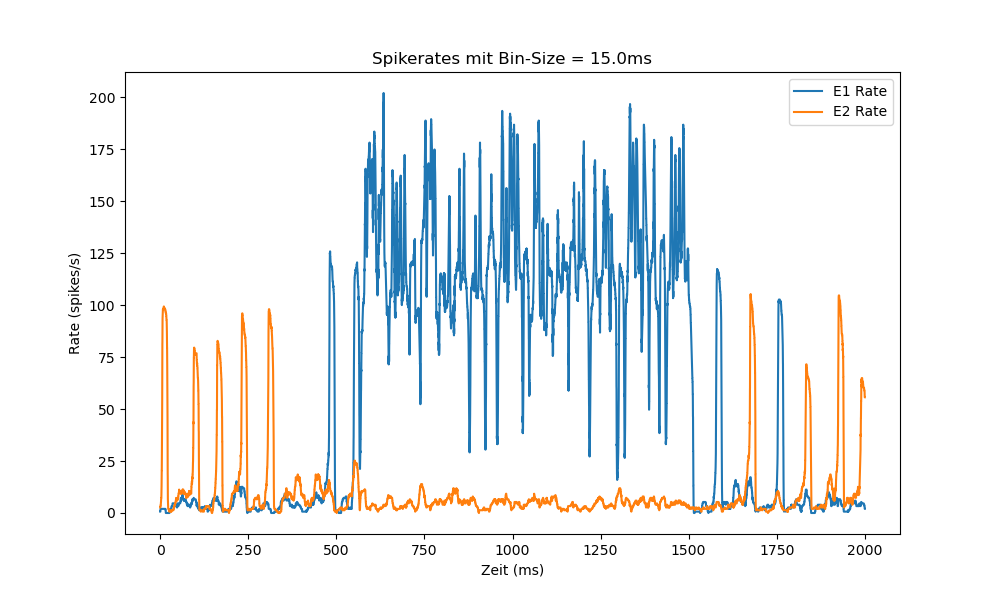 Spikerates mit Bin-Size = 15.0ms
E1 Rate
E2 Rate
Rate (spikes/s)
200
175
150
125
100
75
50
25
0
0 250 500 750 1000 1250 1500 1750 2000
Zeit (ms)